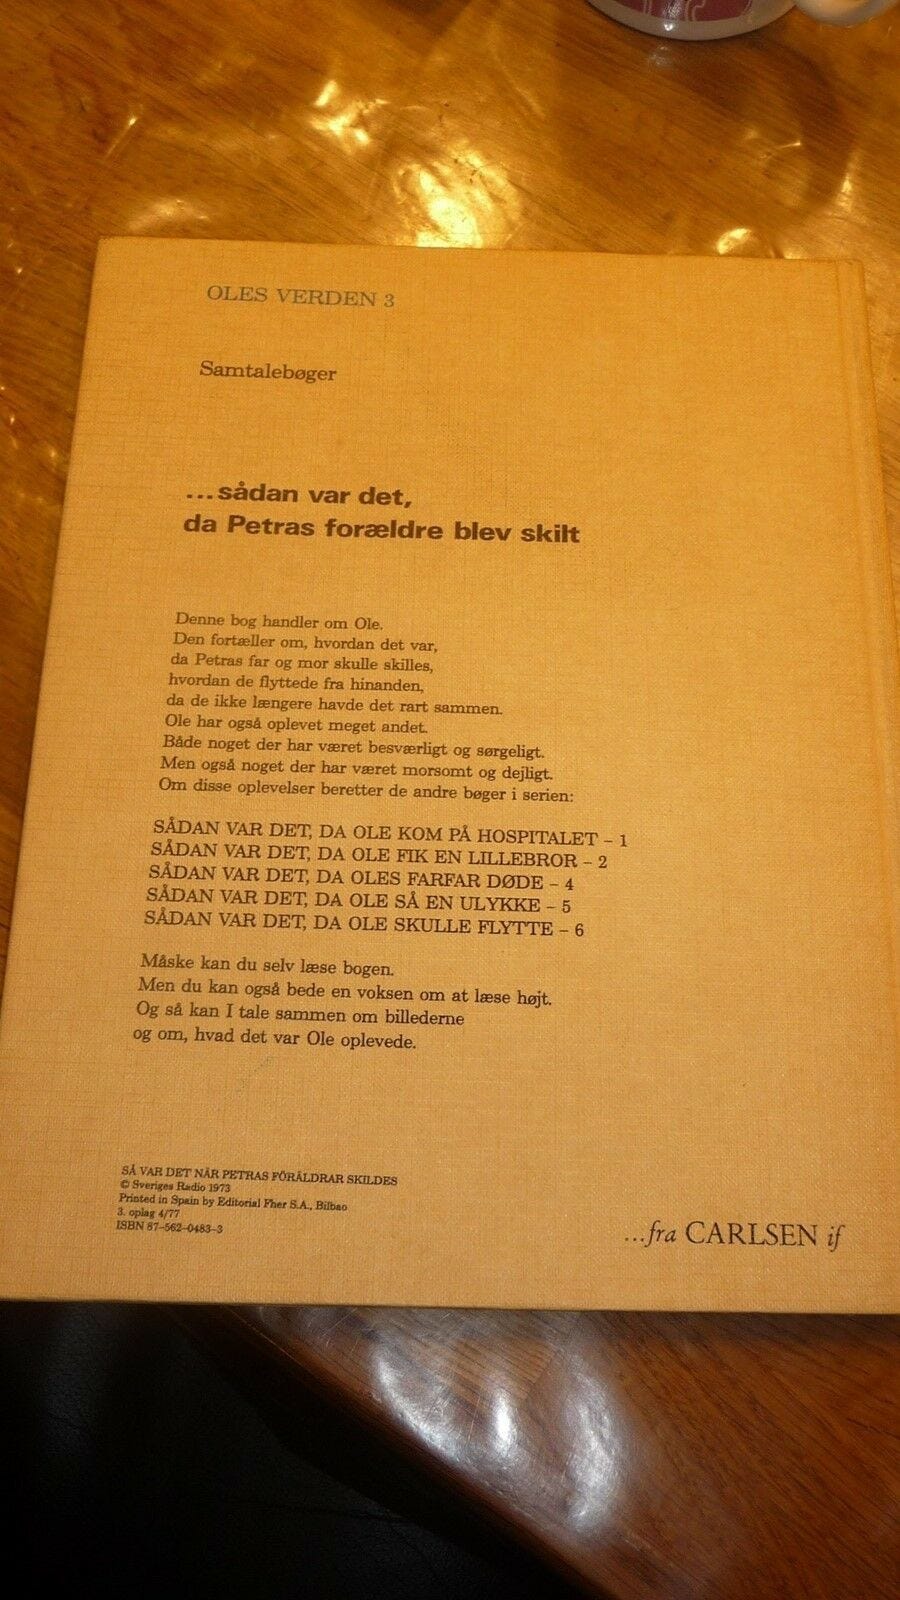 OLES VERDEN 3
Samtalebøger
...sådan var det,
da Petras forældre blev skilt
Denne bog handler om Ole.
Den fortæller om, hvordan det var,
da Petras far og mor skulle skilles,
hvordan de flyttede fra hinanden,
da de ikke længere havde det rart sammen.
Ole har også oplevet meget andet.
Både noget der har været besværligt og sørgeligt.
Men også noget der har været morsomt og dejligt.
Om disse oplevelser beretter de andre bøger i serien:
SÅDAN VAR DET, DA OLE KOM PÅ HOSPITALET – 1
SÅDAN VAR DET, DA OLE FIK EN LILLEBROR – 2
SÅDAN VAR DET, DA OLES FARFAR DØDE – 4
SÅDAN VAR DET, DA OLE SÅ EN ULYKKE – 5
SÅDAN VAR DET, DA OLE SKULLE FLYTTE – 6
Måske kan du selv læse bogen.
Men du kan også bede en voksen om at læse højt.
Og så kan I tale sammen om billederne
og om, hvad det var Ole oplevede.
SÅ VAR DET NÄR PETRAS FÖRÄLDRAR SKILDES
© Sveriges Radio 1973
Printed in Spain by Editorial Fher S.A., Bilbao
3. oplag 4/77
ISBN 87–562–0483–3
...fra CARLSEN if